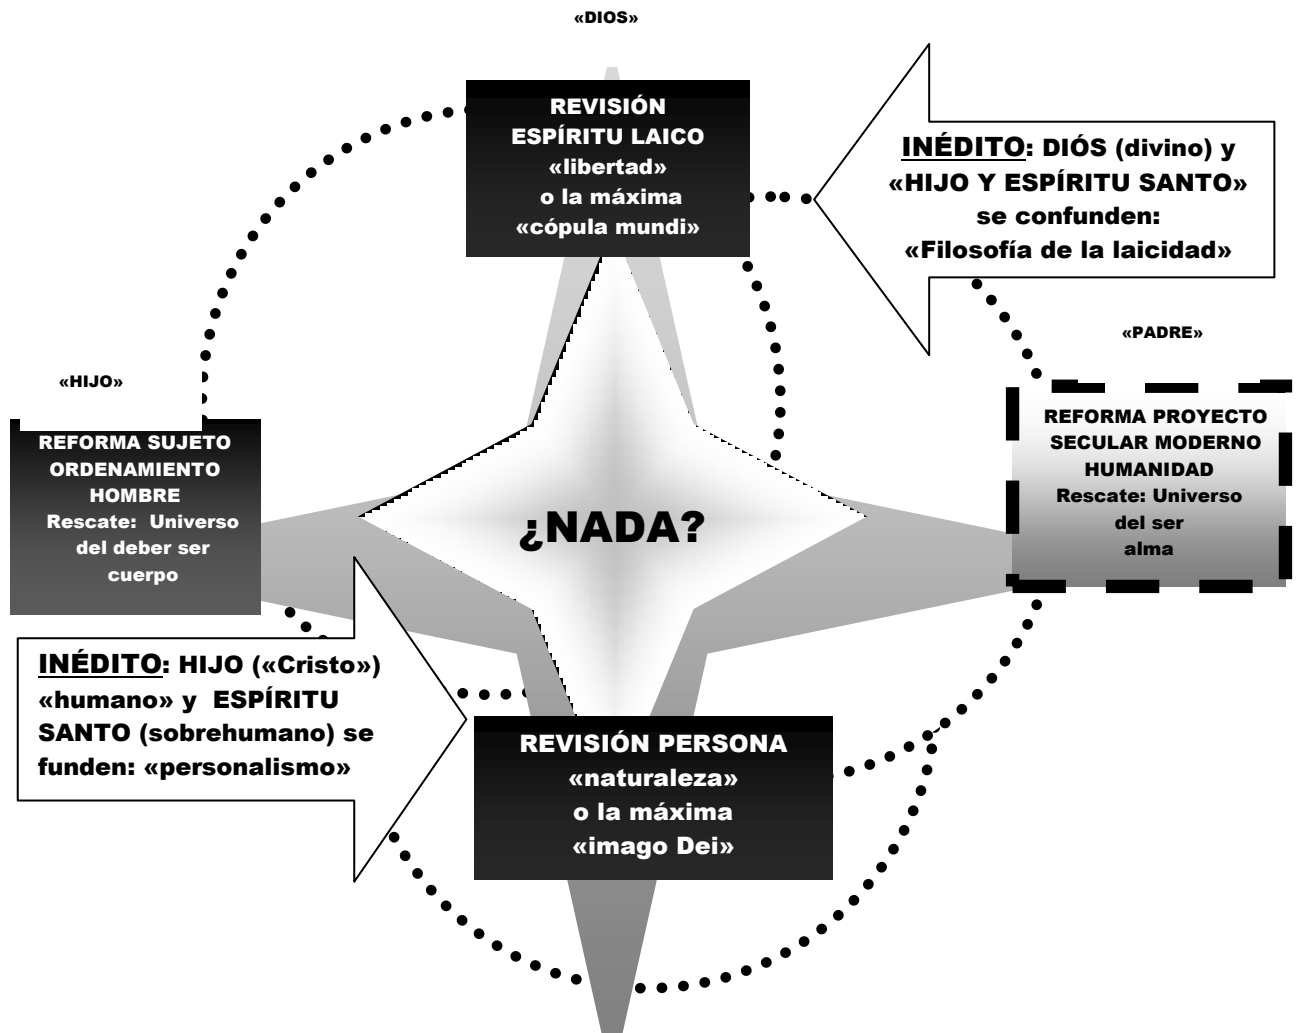 «DIOS»
REVISIÓN
ESPÍRITU LAICO
«libertad»
o la máxima
«cópula mundi»
INÉDITO: DIÓS (divino) y
«HIJO Y ESPÍRITU SANTO»
se confunden:
«Filosofía de la laicidad»
«PADRE»
«HIJO»
REFORMA SUJETO
ORDENAMIENTO
HOMBRE
Rescate: Universo
del deber ser
cuerpo
¿NADA?
REFORMA PROYECTO
SECULAR MODERNO
HUMANIDAD
Rescate: Universo
del ser
alma
INÉDITO: HIJO («Cristo»)
«humano» y ESPÍRITU
SANTO (sobrehumano) se
funden: «personalismo»
REVISIÓN PERSONA
«naturaleza»
o la máxima
«imago Dei»